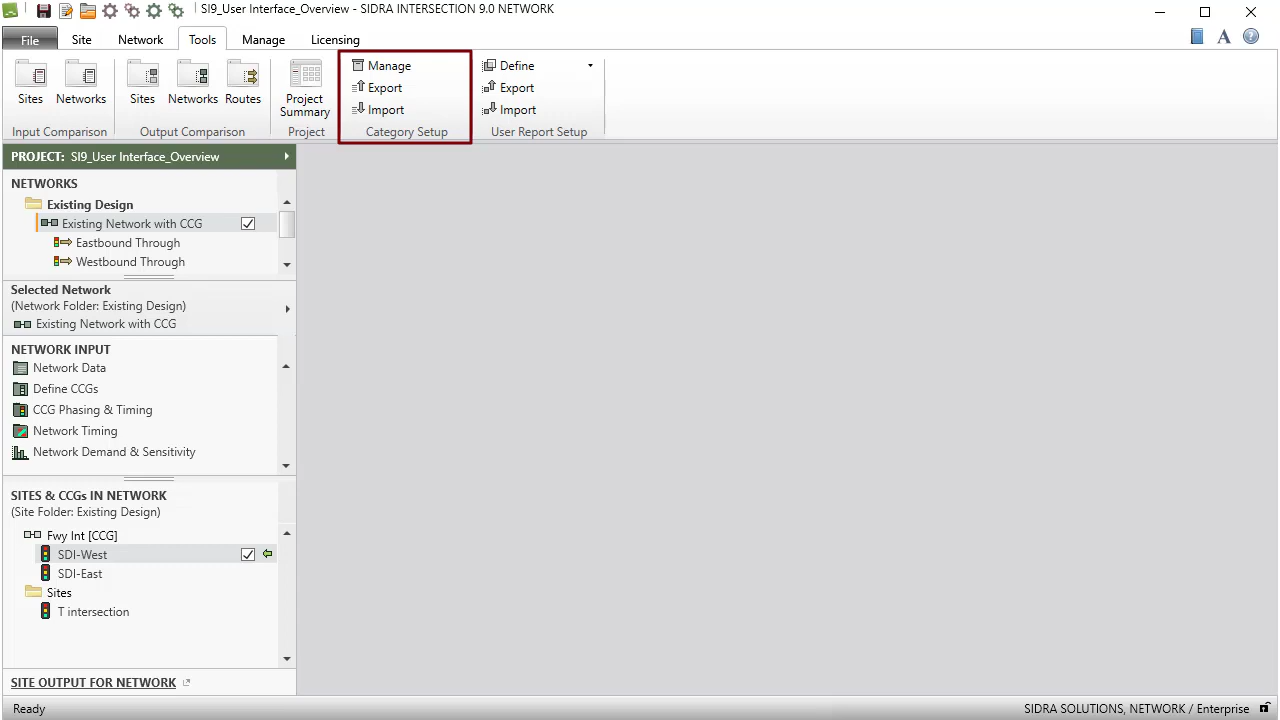 SI9_User Interface_Overview - SIDRA INTERSECTION 9.0 NETWORK
File Site Network Tools Manage Licensing
Manage Define
Export Export
Sites Networks Sites Networks Routes Project Summary
Import Import
Input Comparison Output Comparison Project Category Setup User Report Setup
PROJECT: SI9_User Interface_Overview
NETWORKS
Existing Design
Existing Network with CCG
Eastbound Through
Westbound Through
Selected Network
(Network Folder: Existing Design)
Existing Network with CCG
NETWORK INPUT
Network Data
Define CCGs
CCG Phasing & Timing
Network Timing
Network Demand & Sensitivity
SITES & CCGs IN NETWORK
(Site Folder: Existing Design)
Fwy Int [CCG]
SDI-West
SDI-East
Sites
T intersection
SITE OUTPUT FOR NETWORK
Ready SIDRA SOLUTIONS, NETWORK / Enterprise